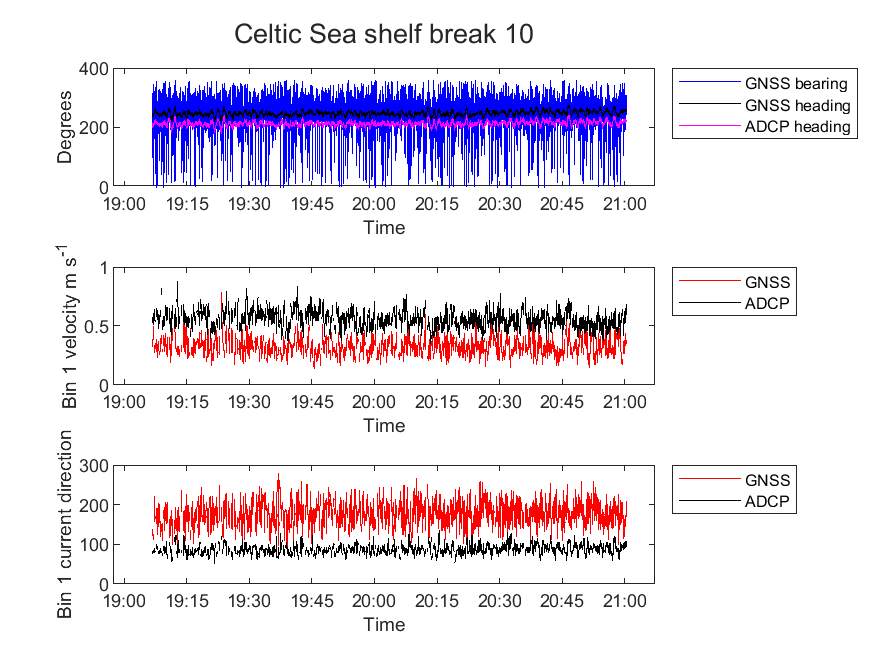 Celtic Sea shelf break 10
400
200
0
Degrees
19:00 19:15 19:30 19:45 20:00 20:15 20:30 20:45 21:00
Time
GNSS bearing
GNSS heading
ADCP heading
1
0.5
0
Bin 1 velocity m s-1
19:00 19:15 19:30 19:45 20:00 20:15 20:30 20:45 21:00
Time
GNSS
ADCP
300
200
100
0
Bin 1 current direction
19:00 19:15 19:30 19:45 20:00 20:15 20:30 20:45 21:00
Time
GNSS
ADCP